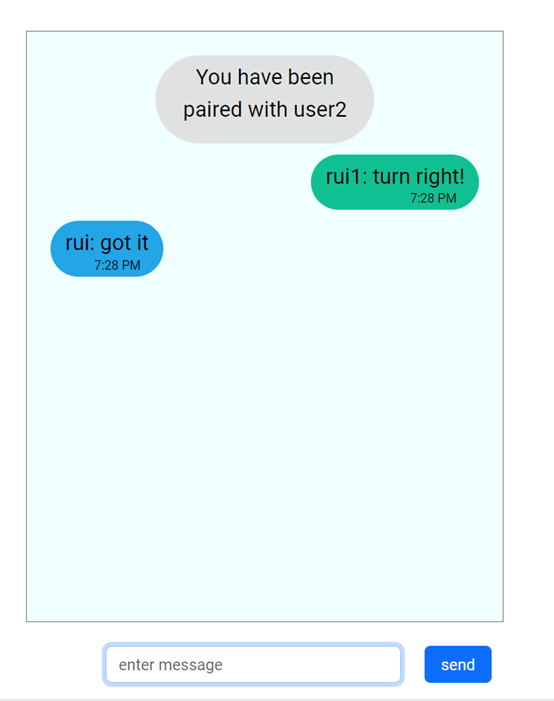 You have been
paired with user2
rui1: turn right!
7:28 PM
rui: got it
7:28 PM
enter message
send